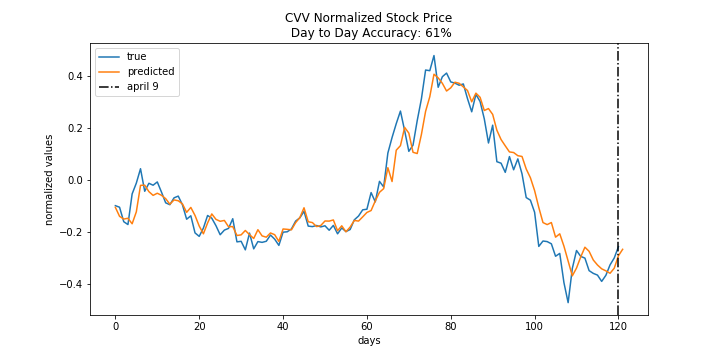 CVV Normalized Stock Price
Day to Day Accuracy: 61%
true
predicted
april 9
normalized values
0.4
0.2
0.0
−0.2
−0.4
0
20
40
60
80
100
120
days